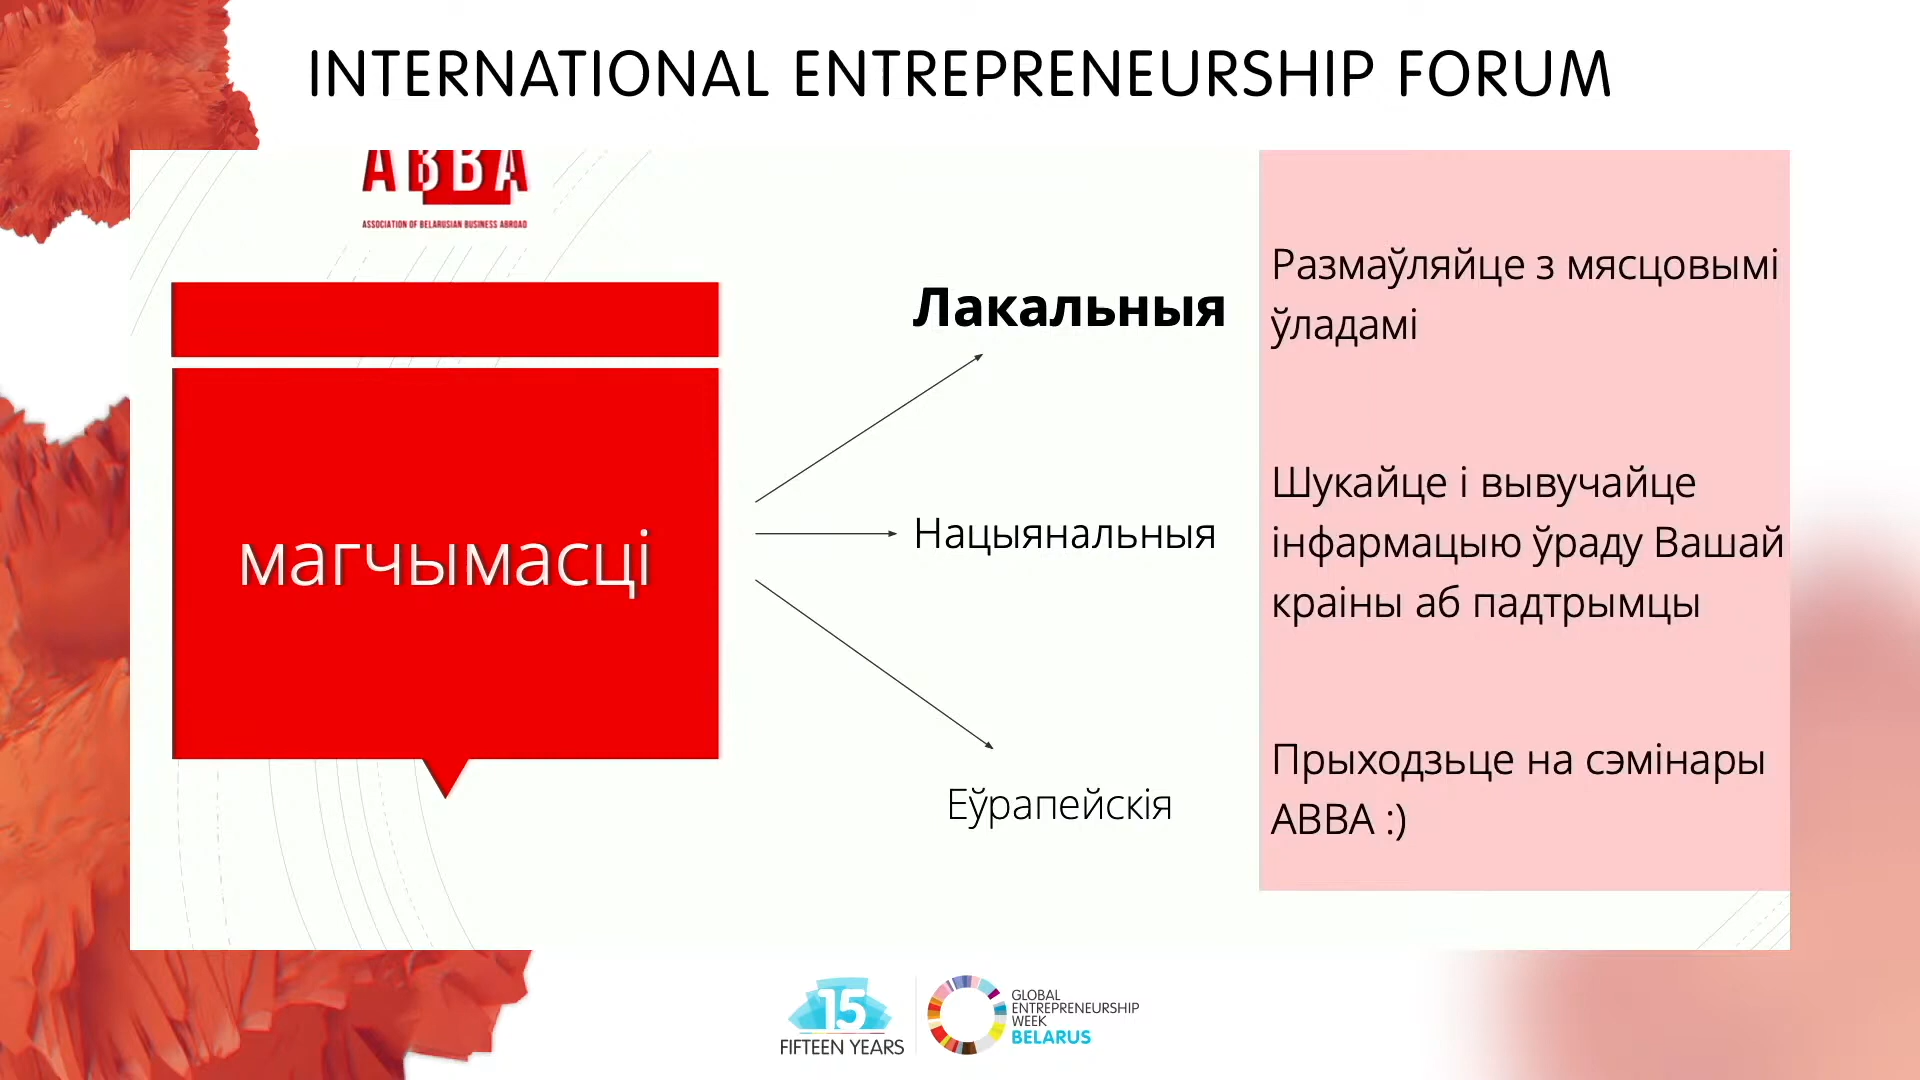 INTERNATIONAL ENTREPRENEURSHIP FORUM
ABBA
ASSOCIATION OF BELARUSIAN BUSINESS ABROAD
магчымасці
Лакальныя
Нацыянальныя
Еўрапейскія
Размаўляйце з мясцовымі
ўладамі
Шукайце і вывучайце
інфармацыю ўраду Вашай
краіны аб падтрымцы
Прыходзьце на сэмінары
ABBA :)
15
FIFTEEN YEARS
GLOBAL
ENTREPRENEURSHIP
WEEK
BELARUS